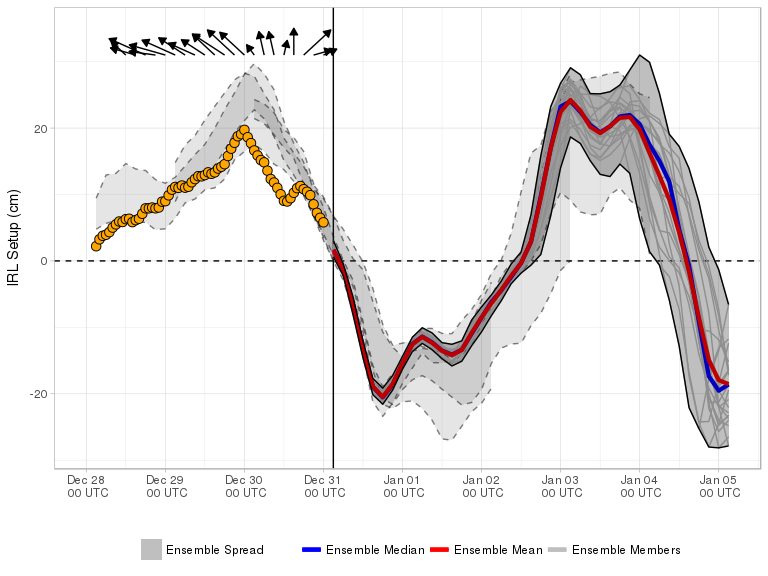 IRL Setup (cm)
20
0
-20
Dec 28 Dec 29 Dec 30 Dec 31 Jan 01 Jan 02 Jan 03 Jan 04 Jan 05
00 UTC 00 UTC 00 UTC 00 UTC 00 UTC 00 UTC 00 UTC 00 UTC 00 UTC
Ensemble Spread Ensemble Median Ensemble Mean Ensemble Members